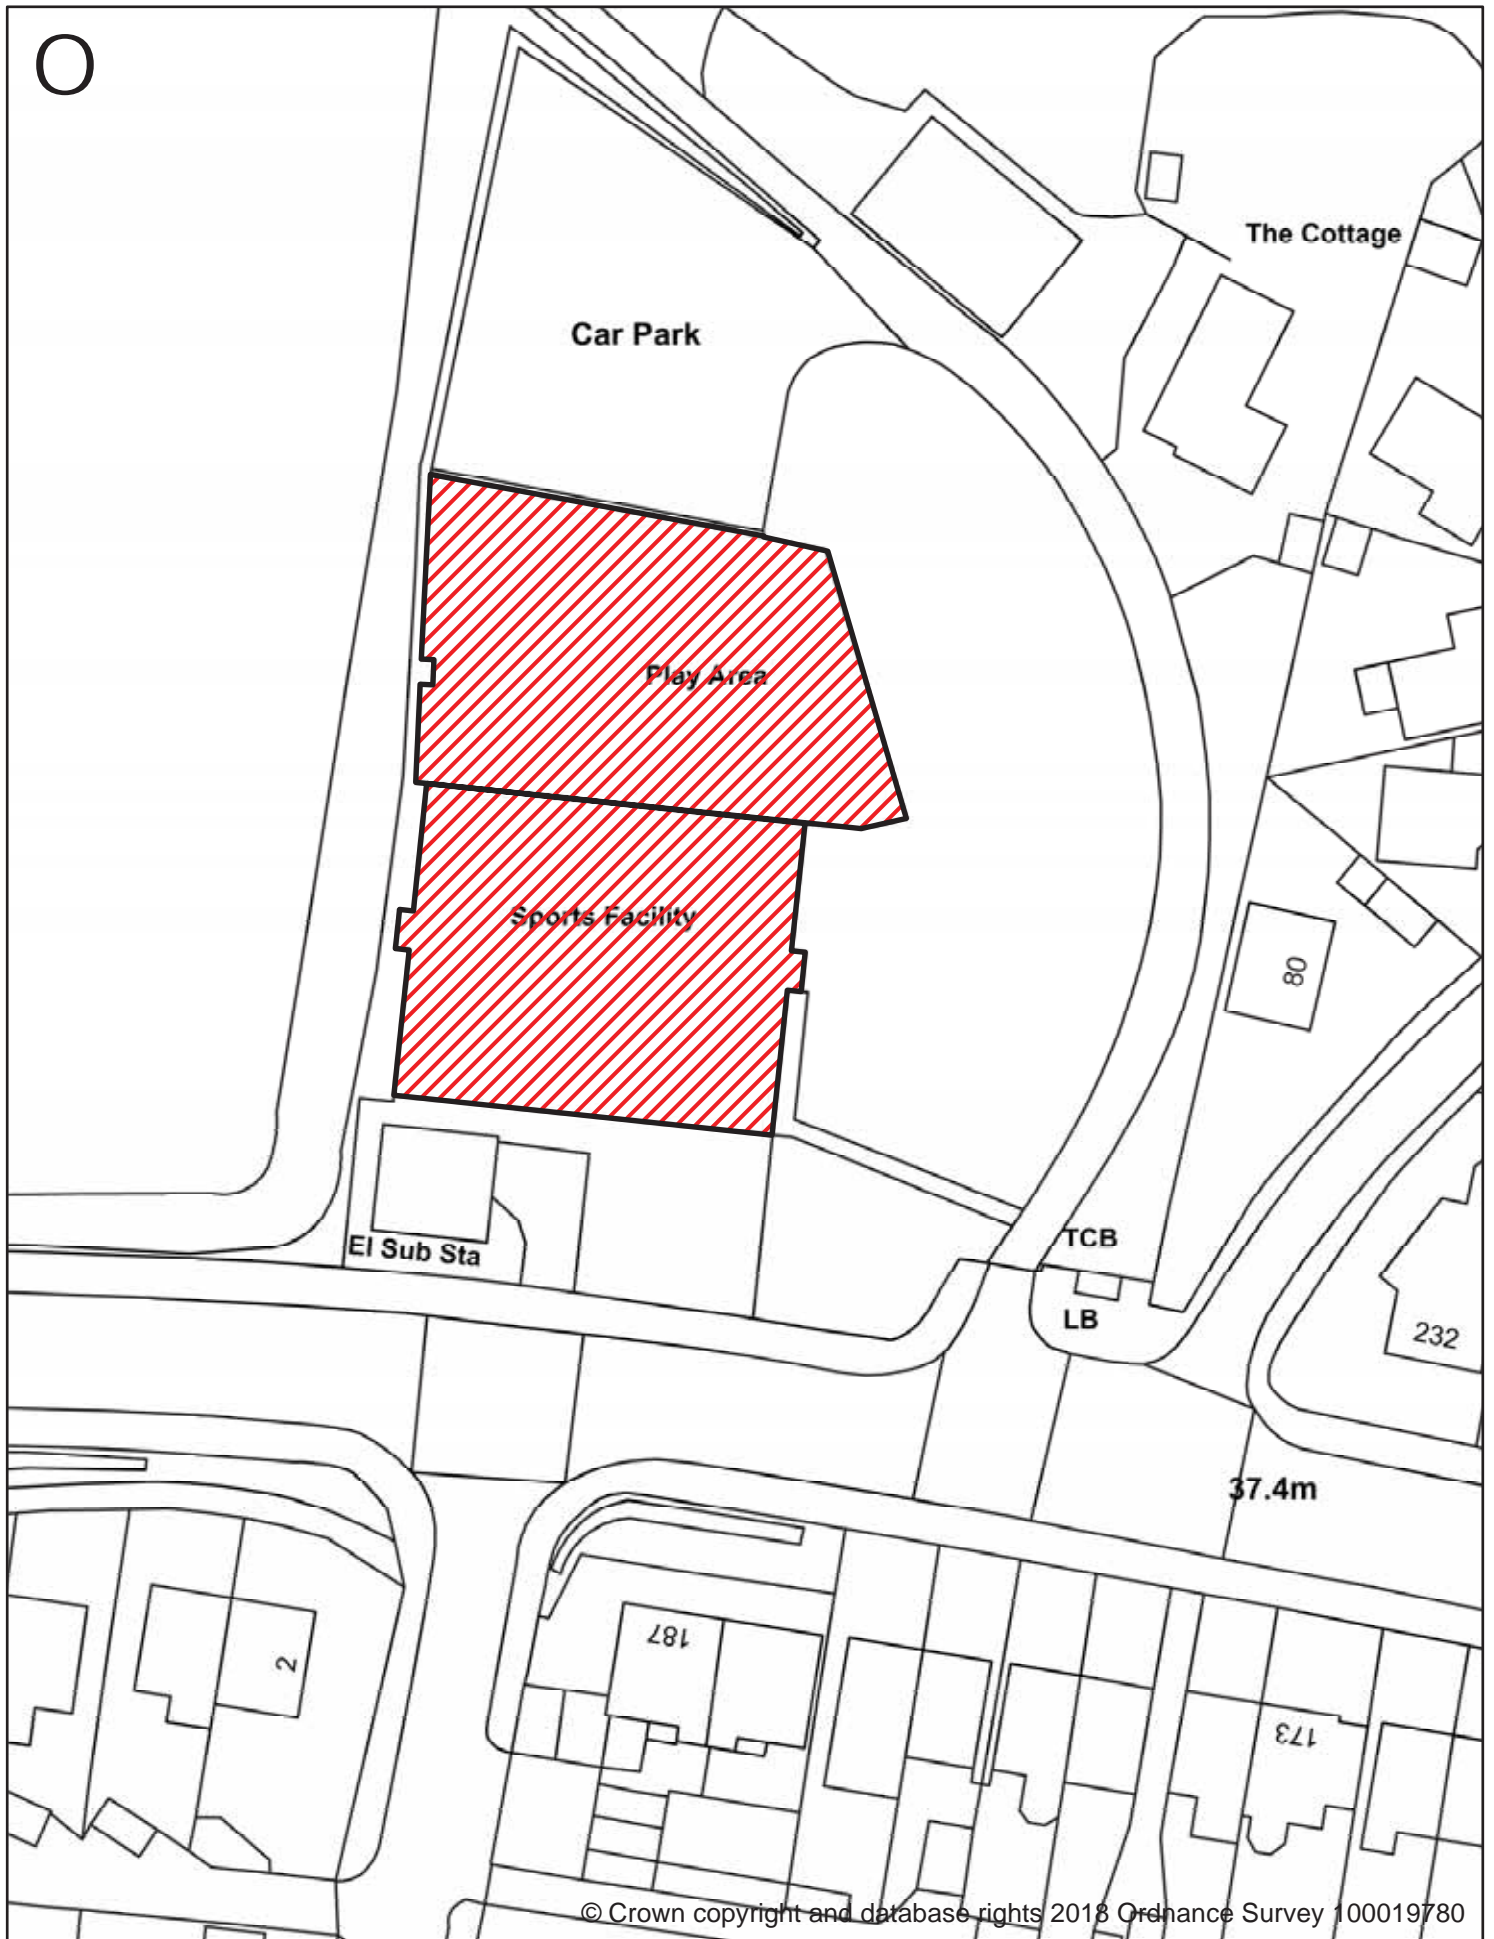 O
The Cottage
Car Park
Play Area
Sports Facility
80
TCB
El Sub Sta
LB
232
37.4m
187
2
173
© Crown copyright and database rights 2018 Ordnance Survey 100019780